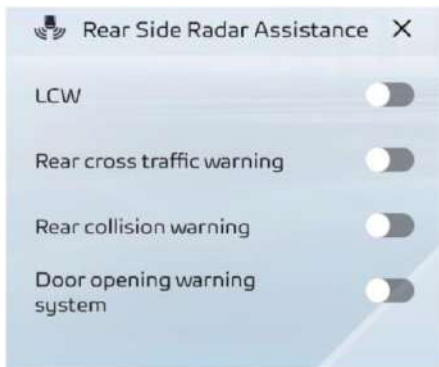 Rear Side Radar Assistance
LCW
Rear cross traffic warning
Rear collision warning
Door opening warning
system